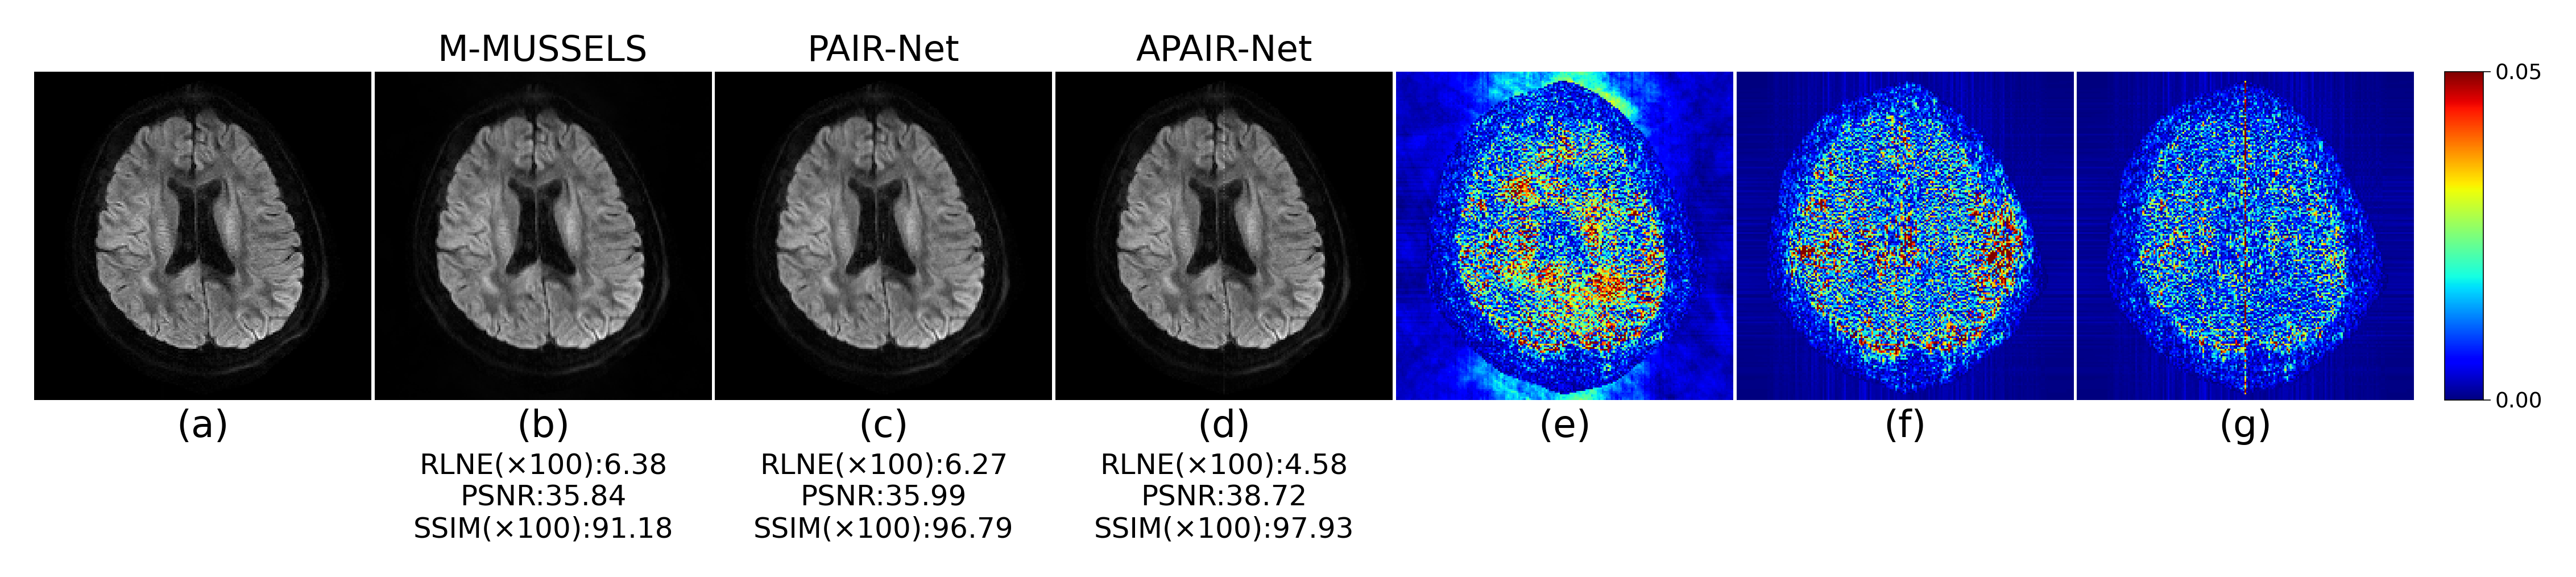 M-MUSSELS
PAIR-Net
APAIR-Net
0.05
0.00
(a)
(b)
(c)
(d)
(e)
(f)
(g)
RLNE(×100):6.38
PSNR:35.84
SSIM(×100):91.18
RLNE(×100):6.27
PSNR:35.99
SSIM(×100):96.79
RLNE(×100):4.58
PSNR:38.72
SSIM(×100):97.93